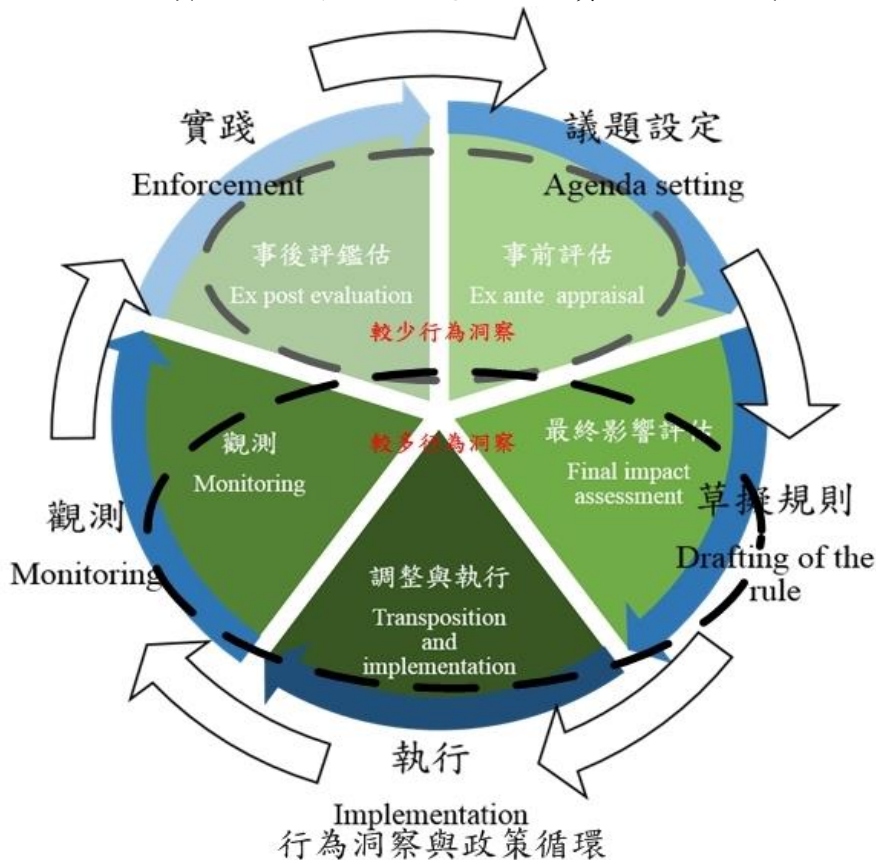 實踐
Enforcement
議題設定
Agenda setting
事後評鑑估
Ex post evaluation
事前評估
Ex ante appraisal
較少行為洞察
較多行為洞察
觀測
Monitoring
最終影響評估
Final impact
assessment
觀測
Monitoring
草擬規則
Drafting of the
rule
調整與執行
Transposition
and
implementation
執行
Implementation
行為洞察與政策循環